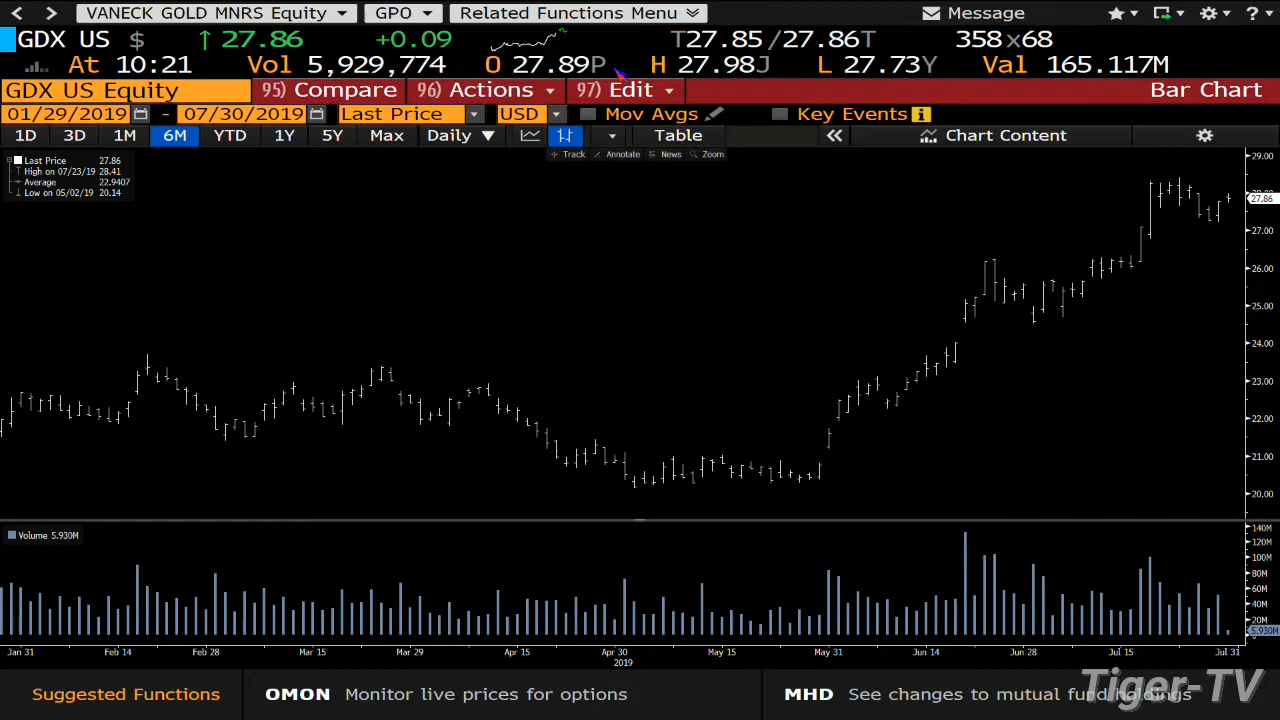 VANECK GOLD MNRS Equity GPO Related Functions Menu Message ?
GDX US $ ↑ 27.86 +0.09 T27.85 / 27.86T 358x68
At 10:21 Vol 5,929,774 O 27.89P H 27.98J L 27.73Y Val 165.117M
GDX US Equity 95) Compare 96) Actions 97) Edit Bar Chart
01/29/2019 - 07/30/2019 Last Price USD Mov Avgs Key Events i
1D 3D 1M 6M YTD 1Y 5Y Max Daily ▼ Table « Chart Content
Track Annotate News Zoom
Last Price 27.86
High on 07/23/19 28.41
Average 22.9407
Low on 05/02/19 20.14
29.00
28.00
27.86
27.00
26.00
25.00
24.00
23.00
22.00
21.00
20.00
Volume 5.930M
140M
120M
100M
80M
60M
40M
20M
5.930M
Jan 31 Feb 14 Feb 28 Mar 15 Mar 29 Apr 15 Apr 30 May 15 May 31 Jun 14 Jun 28 Jul 15 Jul 31
2019
Suggested Functions OMON Monitor live prices for options MHD See changes to mutual fund holdings
Tiger-TV